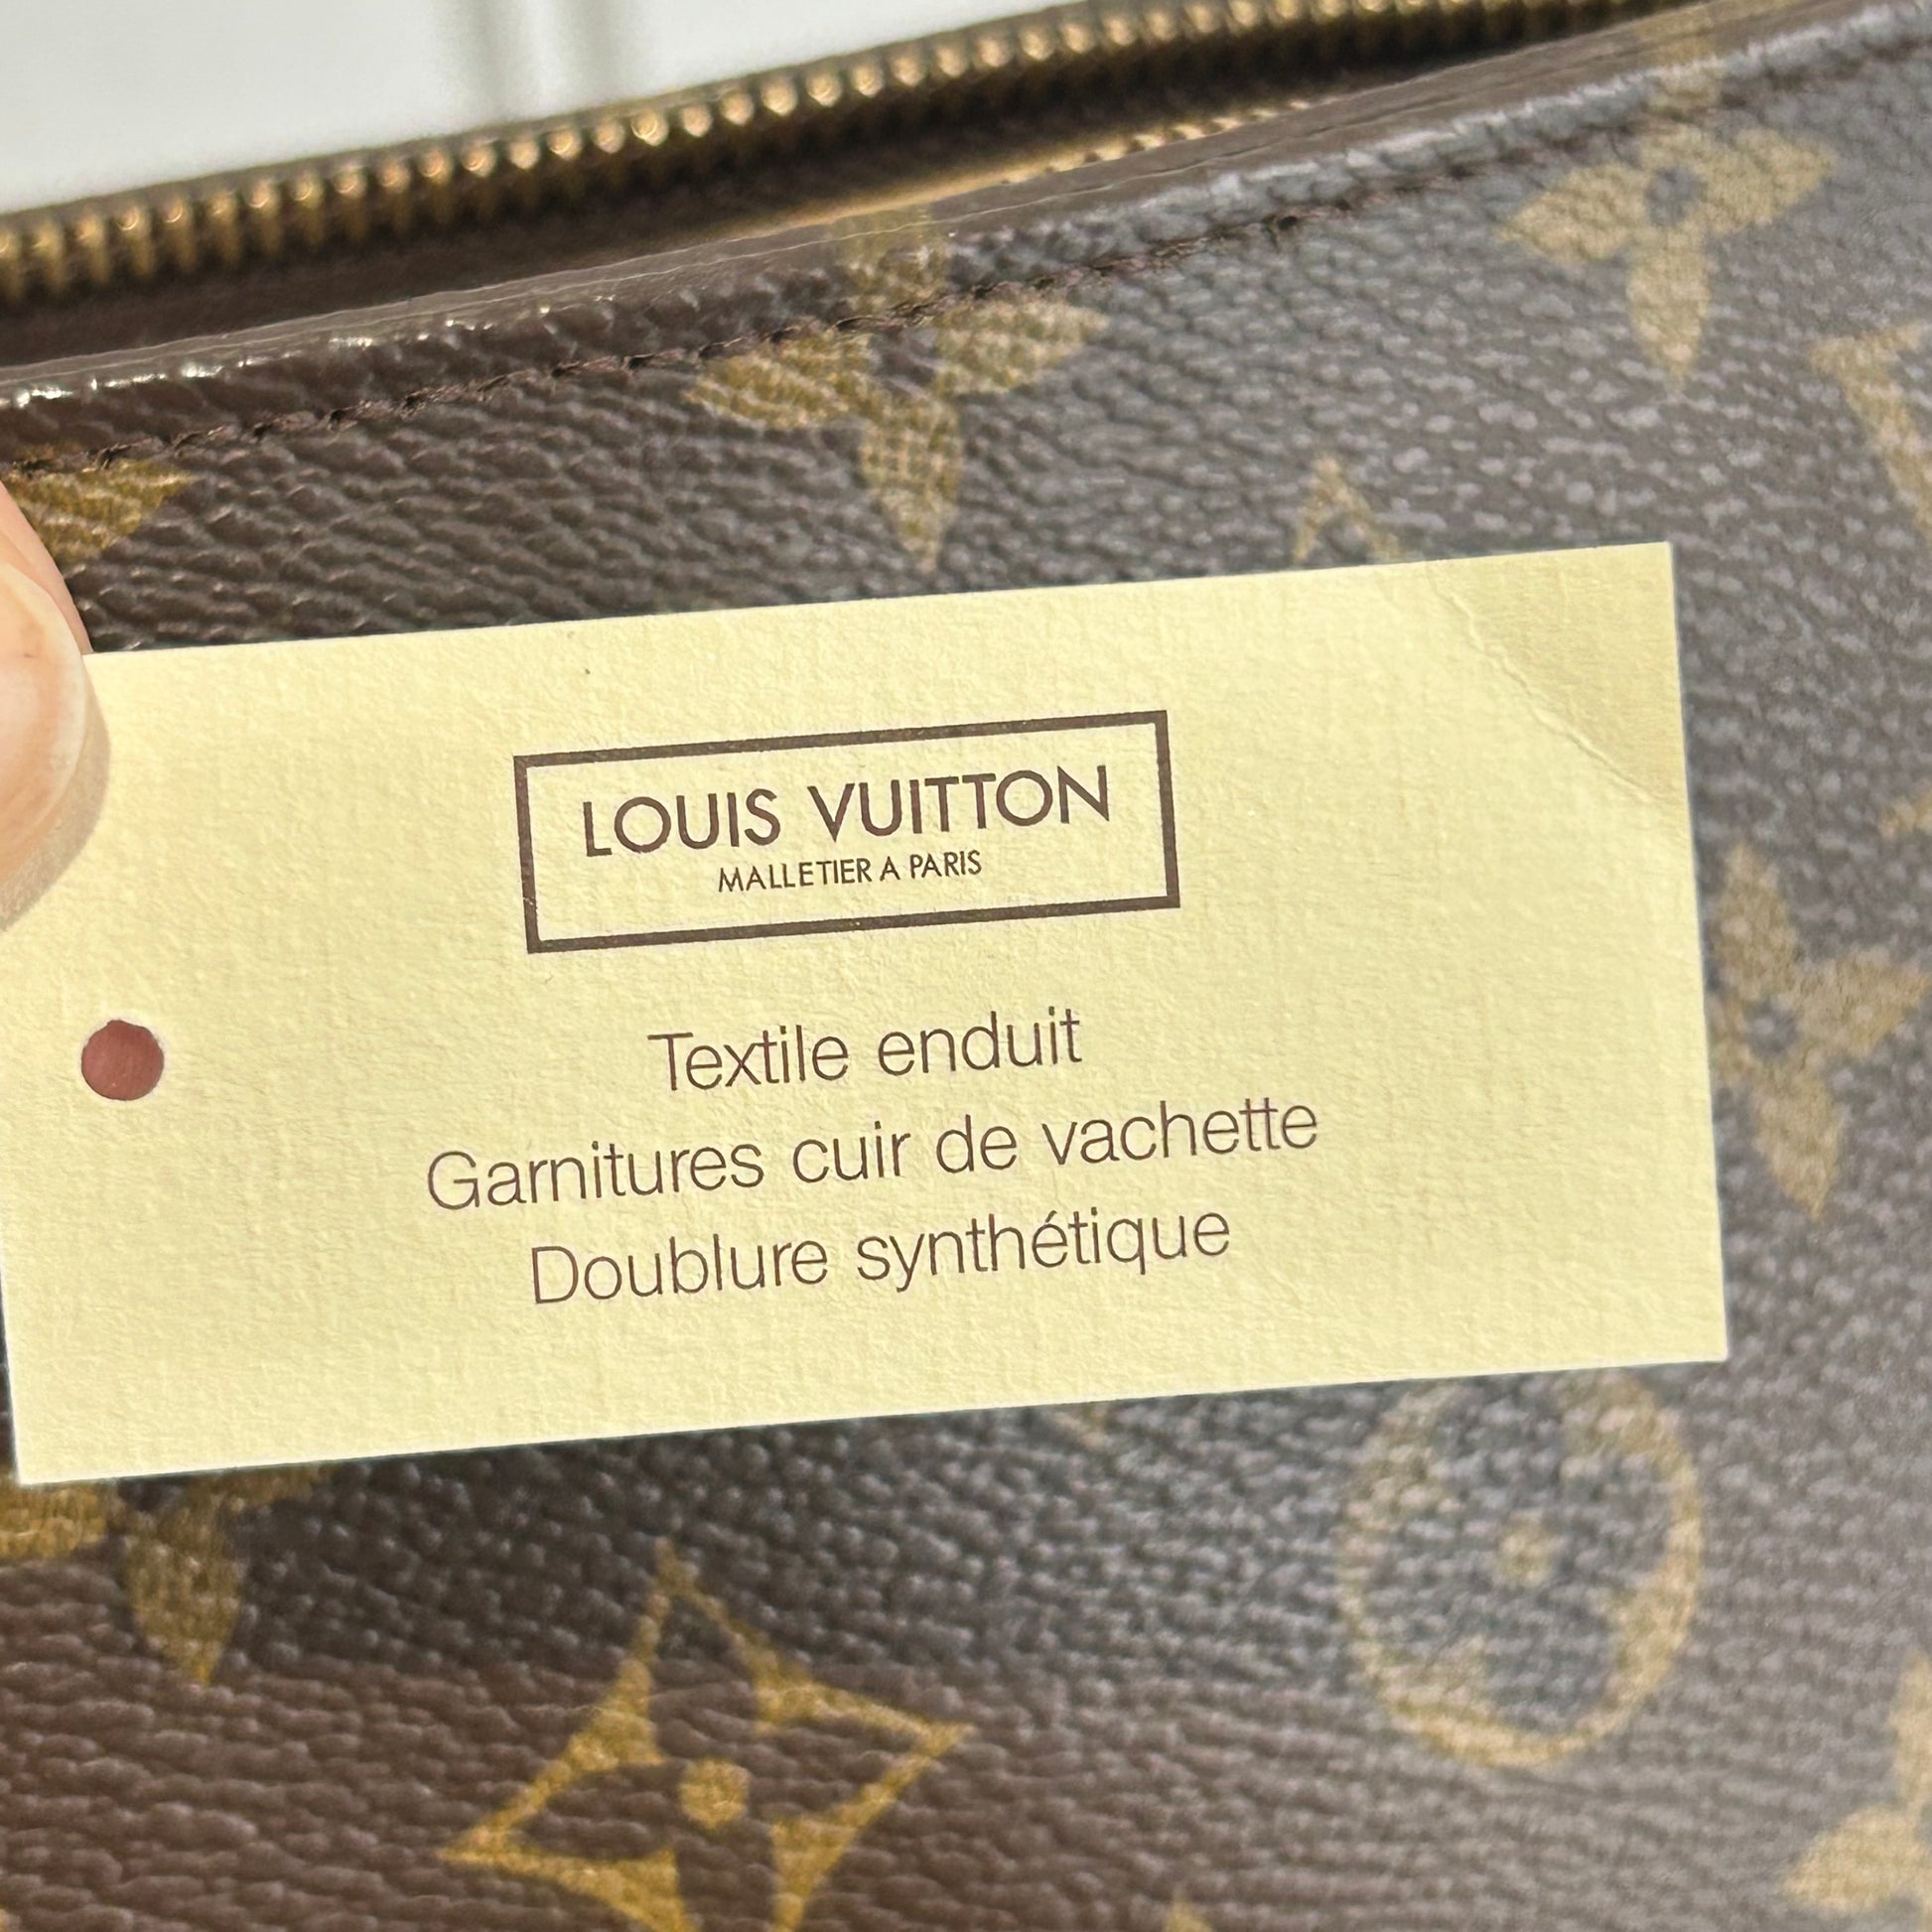 LOUIS VUITTON
MALLETIER A PARIS
Textile enduit
Garnitures cuir de vachette
Doublure synthétique